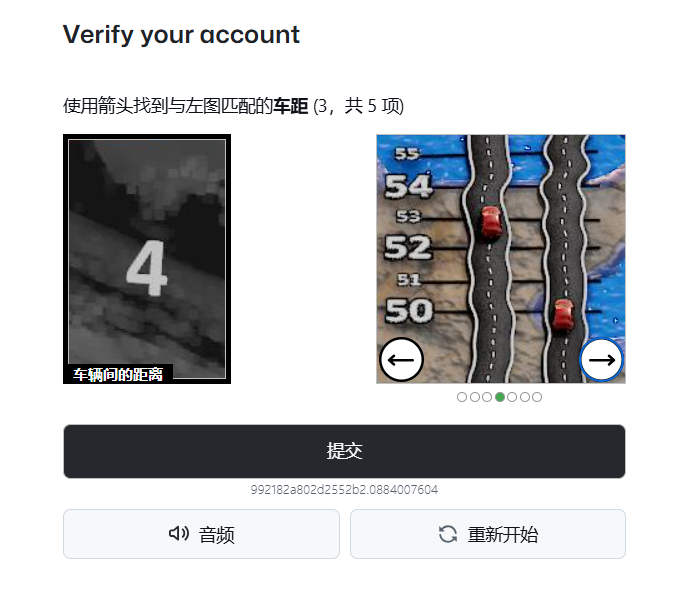 Verify your account
使用箭头找到与左图匹配的车距 (3，共 5 项)
4
车辆间的距离
55
54
53
52
51
50
提交
992182a802d2552b2.0884007604
音频
重新开始